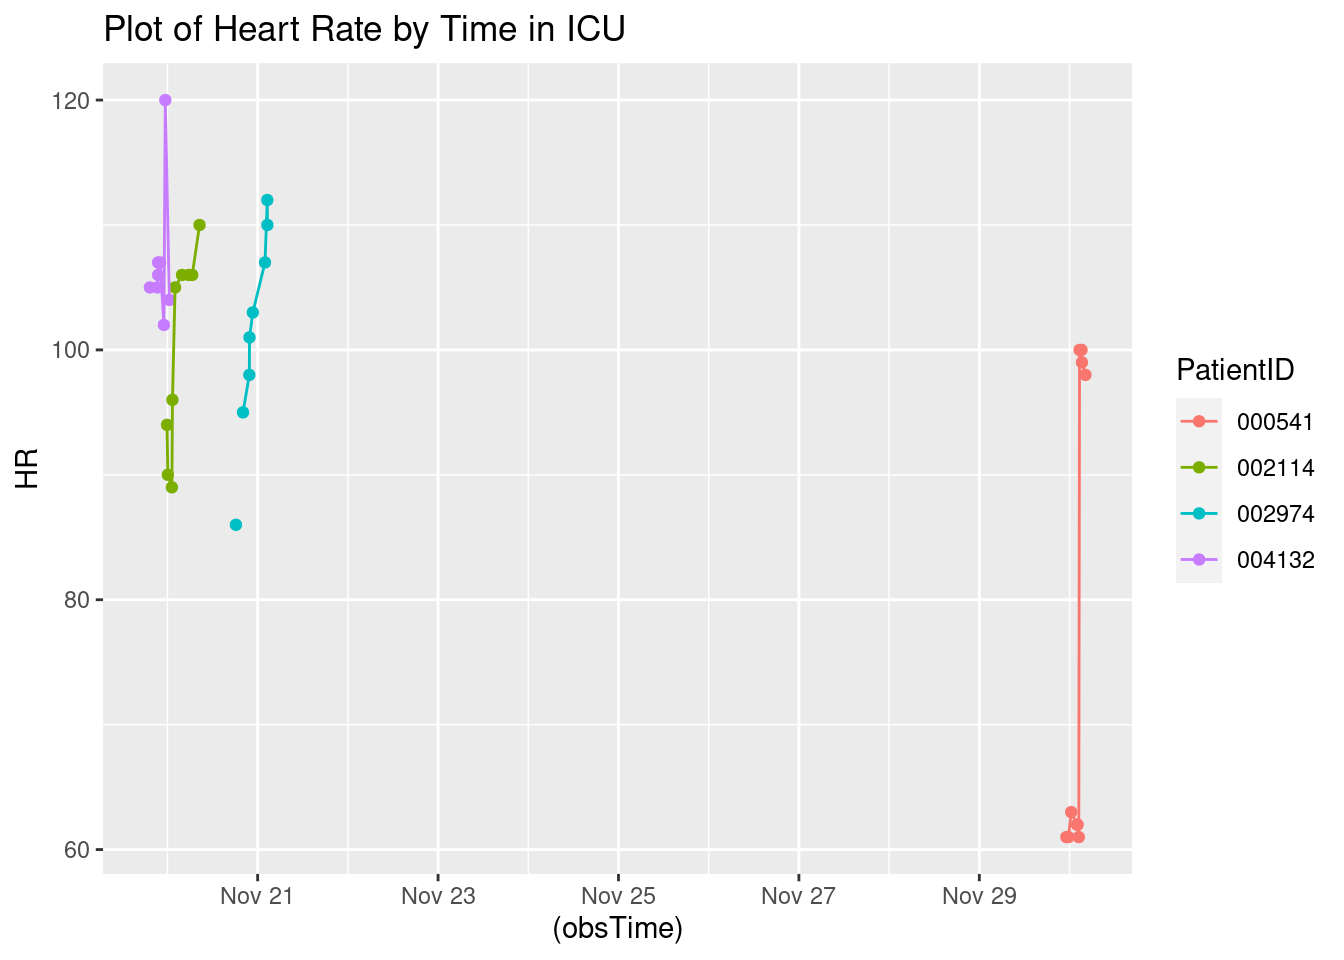 Plot of Heart Rate by Time in ICU
120
100
80
60
HR
Nov 21
Nov 23
Nov 25
Nov 27
Nov 29
(obsTime)
PatientID
000541
002114
002974
004132